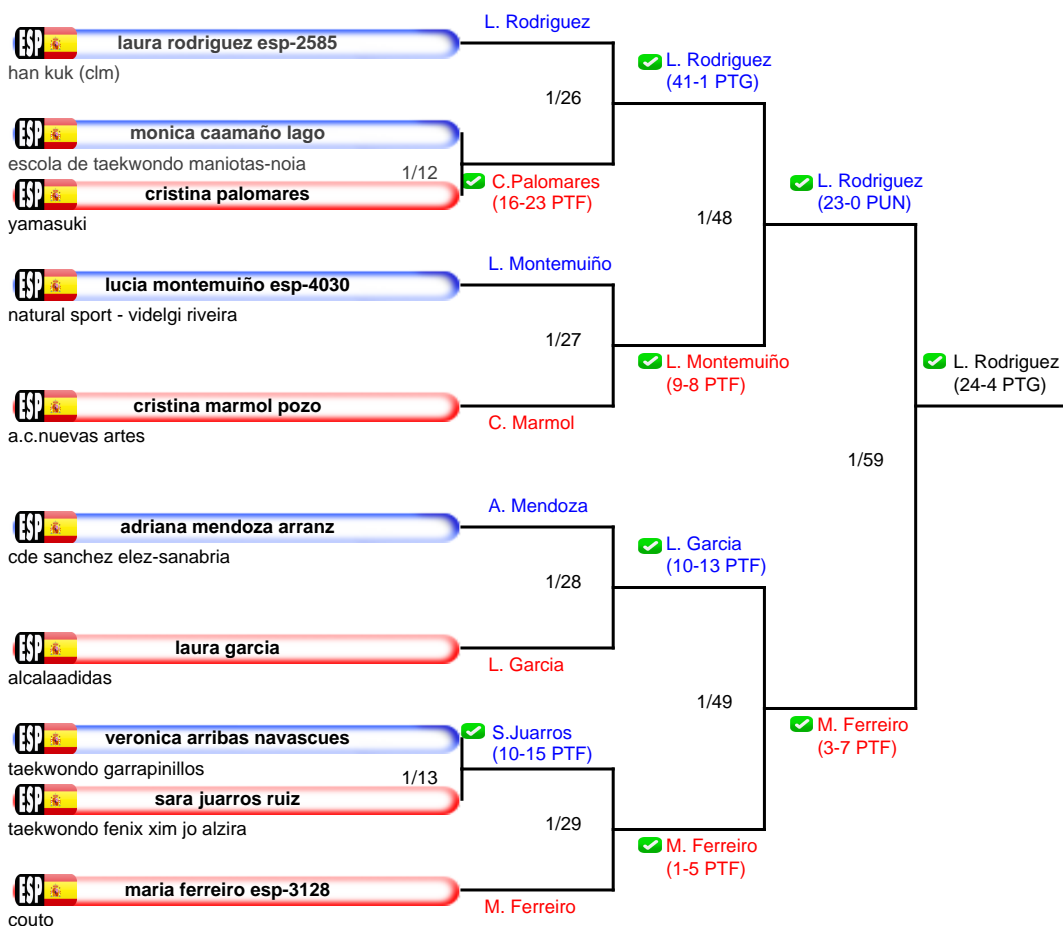 L. Rodriguez
ESP laura rodriguez esp-2585
han kuk (clm)
L. Rodriguez
(41-1 PTG)
1/26
ESP monica caamaño lago
escola de taekwondo maniotas-noia
1/12
C.Palomares
(16-23 PTF)
ESP cristina palomares
yamasuki
L. Rodriguez
(23-0 PUN)
1/48
L. Montemuiño
ESP lucia montemuiño esp-4030
natural sport - videlgi riveira
1/27
L. Montemuiño
(9-8 PTF)
L. Rodriguez
(24-4 PTG)
ESP cristina marmol pozo
C. Marmol
a.c.nuevas artes
1/59
A. Mendoza
ESP adriana mendoza arranz
cde sanchez elez-sanabria
L. Garcia
(10-13 PTF)
1/28
ESP laura garcia
L. Garcia
alcalaadidas
1/49
ESP veronica arribas navascues
S.Juarros
(10-15 PTF)
M. Ferreiro
(3-7 PTF)
taekwondo garrapinillos
1/13
ESP sara juarros ruiz
taekwondo fenix xim jo alzira
1/29
M. Ferreiro
(1-5 PTF)
ESP maria ferreiro esp-3128
M. Ferreiro
couto